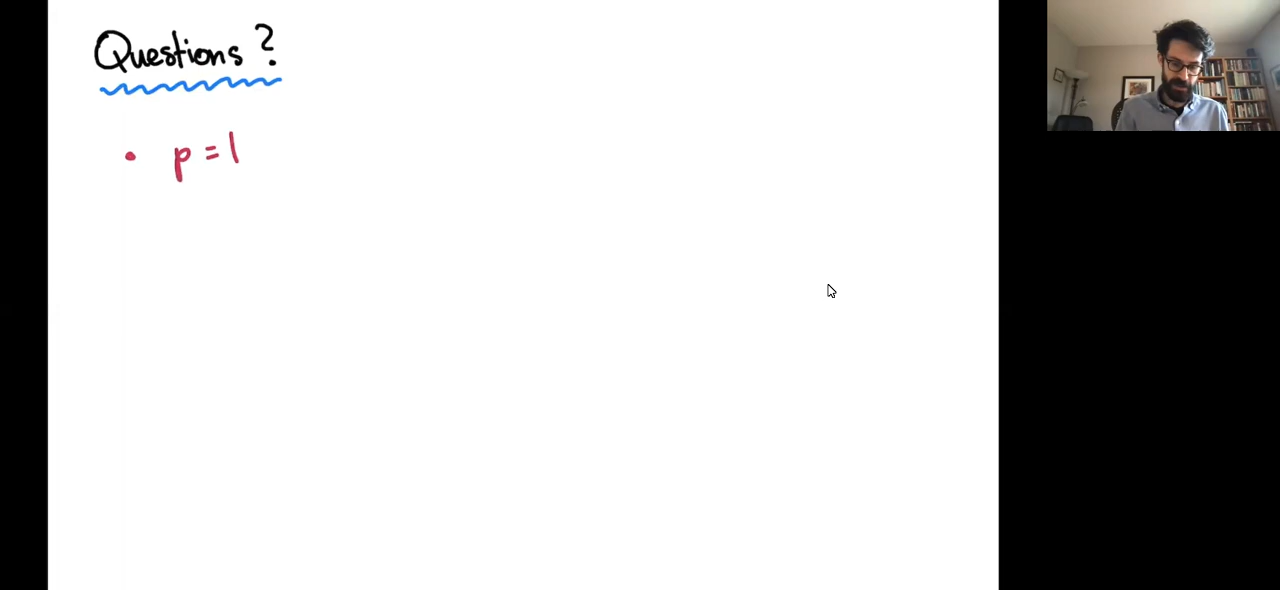 Questions?
• p = 1